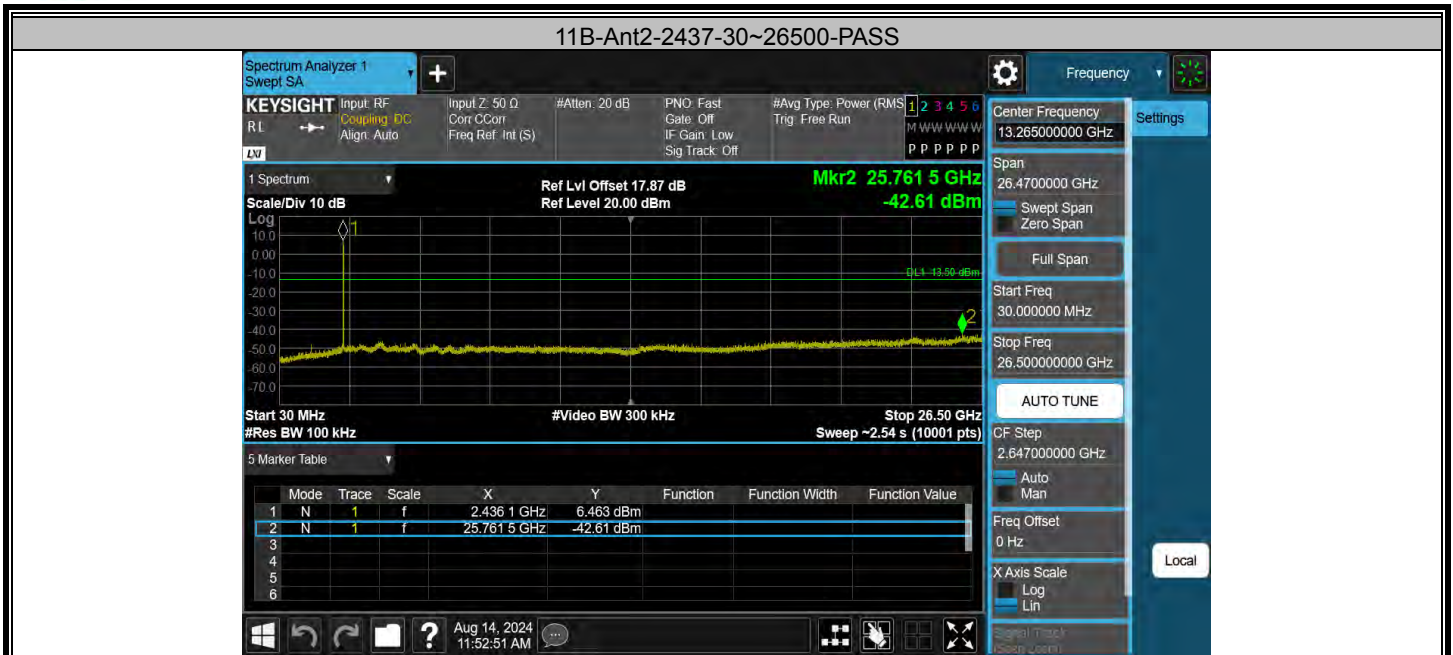 11B-Ant2-2437-30~26500-PASS
Spectrum Analyzer 1
Swept SA
+
Frequency
KEYSIGHT
RL
LXI
Input: RF
Coupling: DC
Align: Auto
Input Z: 50 Ω
Corr CCorr
Freq Ref: Int (S)
#Atten: 20 dB
PNO: Fast
Gate: Off
IF Gain: Low
Sig Track: Off
#Avg Type: Power (RMS
Trig: Free Run
1 2 3 4 5 6
M W W W W W
P P P P P P
1 Spectrum
Scale/Div 10 dB
Ref Lvl Offset 17.87 dB
Ref Level 20.00 dBm
Mkr2 25.761 5 GHz
-42.61 dBm
Log
10.0
0.00
-10.0
-20.0
-30.0
-40.0
-50.0
-60.0
-70.0
1
DL1 -13.50 dBm
2
Start 30 MHz
#Video BW 300 kHz
Stop 26.50 GHz
#Res BW 100 kHz
Sweep ~2.54 s (10001 pts)
5 Marker Table
Mode Trace Scale X Y Function Function Width Function Value
1 N 1 f 2.436 1 GHz 6.463 dBm
2 N 1 f 25.761 5 GHz -42.61 dBm
3
4
5
6
Aug 14, 2024
11:52:51 AM
Center Frequency
13.265000000 GHz
Settings
Span
26.4700000 GHz
Swept Span
Zero Span
Full Span
Start Freq
30.000000 MHz
Stop Freq
26.500000000 GHz
AUTO TUNE
CF Step
2.647000000 GHz
Auto
Man
Freq Offset
0 Hz
X Axis Scale
Log
Lin
Signal Track
(Span Zoom)
Local